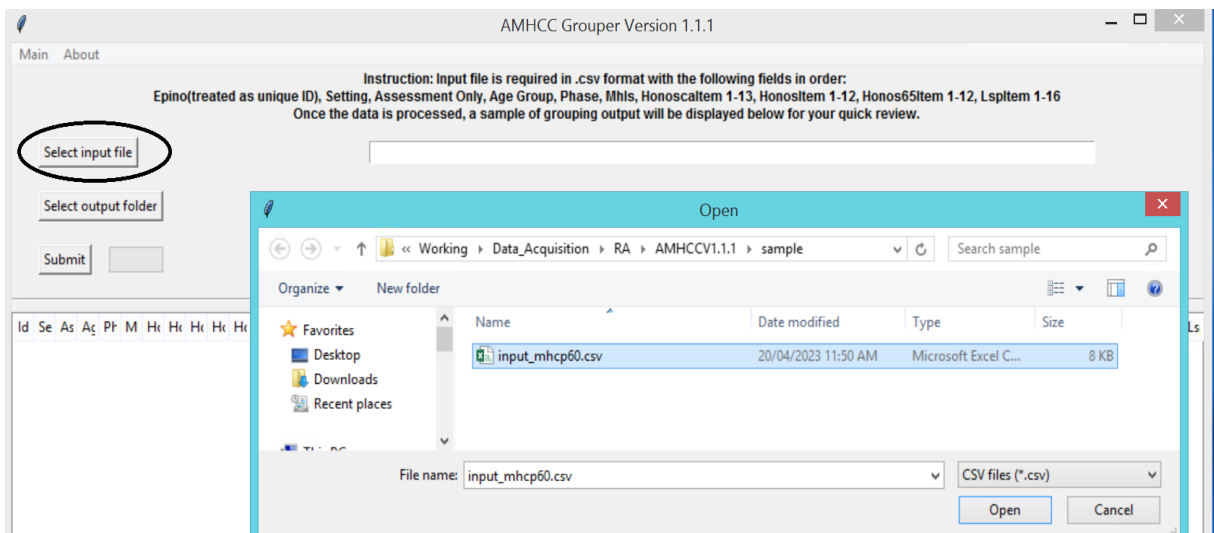 AMHCC Grouper Version 1.1.1
Main About
Instruction: Input file is required in .csv format with the following fields in order:
Epino(treated as unique ID), Setting, Assessment Only, Age Group, Phase, Mhls, HonoscaItem 1-13, HonosItem 1-12, Honos65Item 1-12, LspItem 1-16
Once the data is processed, a sample of grouping output will be displayed below for your quick review.
Select input file
Select output folder
Submit
Id Se As Ag Ph M Ho Ho Ho Ho Ho
Ls
Open
« Working Data_Acquisition RA AMHCCV1.1.1 sample
Search sample
Organize New folder
Favorites
Desktop
Downloads
Recent places
Name Date modified Type Size
input_mhcp60.csv 20/04/2023 11:50 AM Microsoft Excel C... 8 KB
File name: input_mhcp60.csv
CSV files (*.csv)
Open Cancel